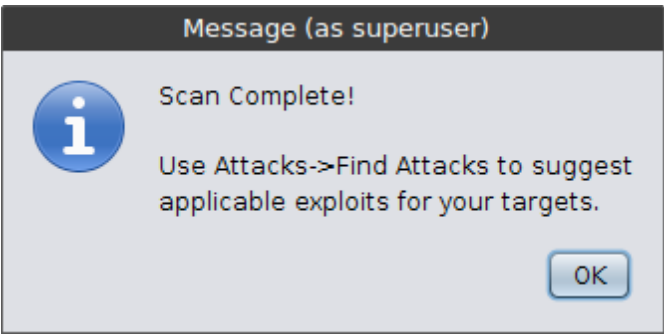 Message (as superuser)
Scan Complete!
Use Attacks->Find Attacks to suggest
applicable exploits for your targets.
OK